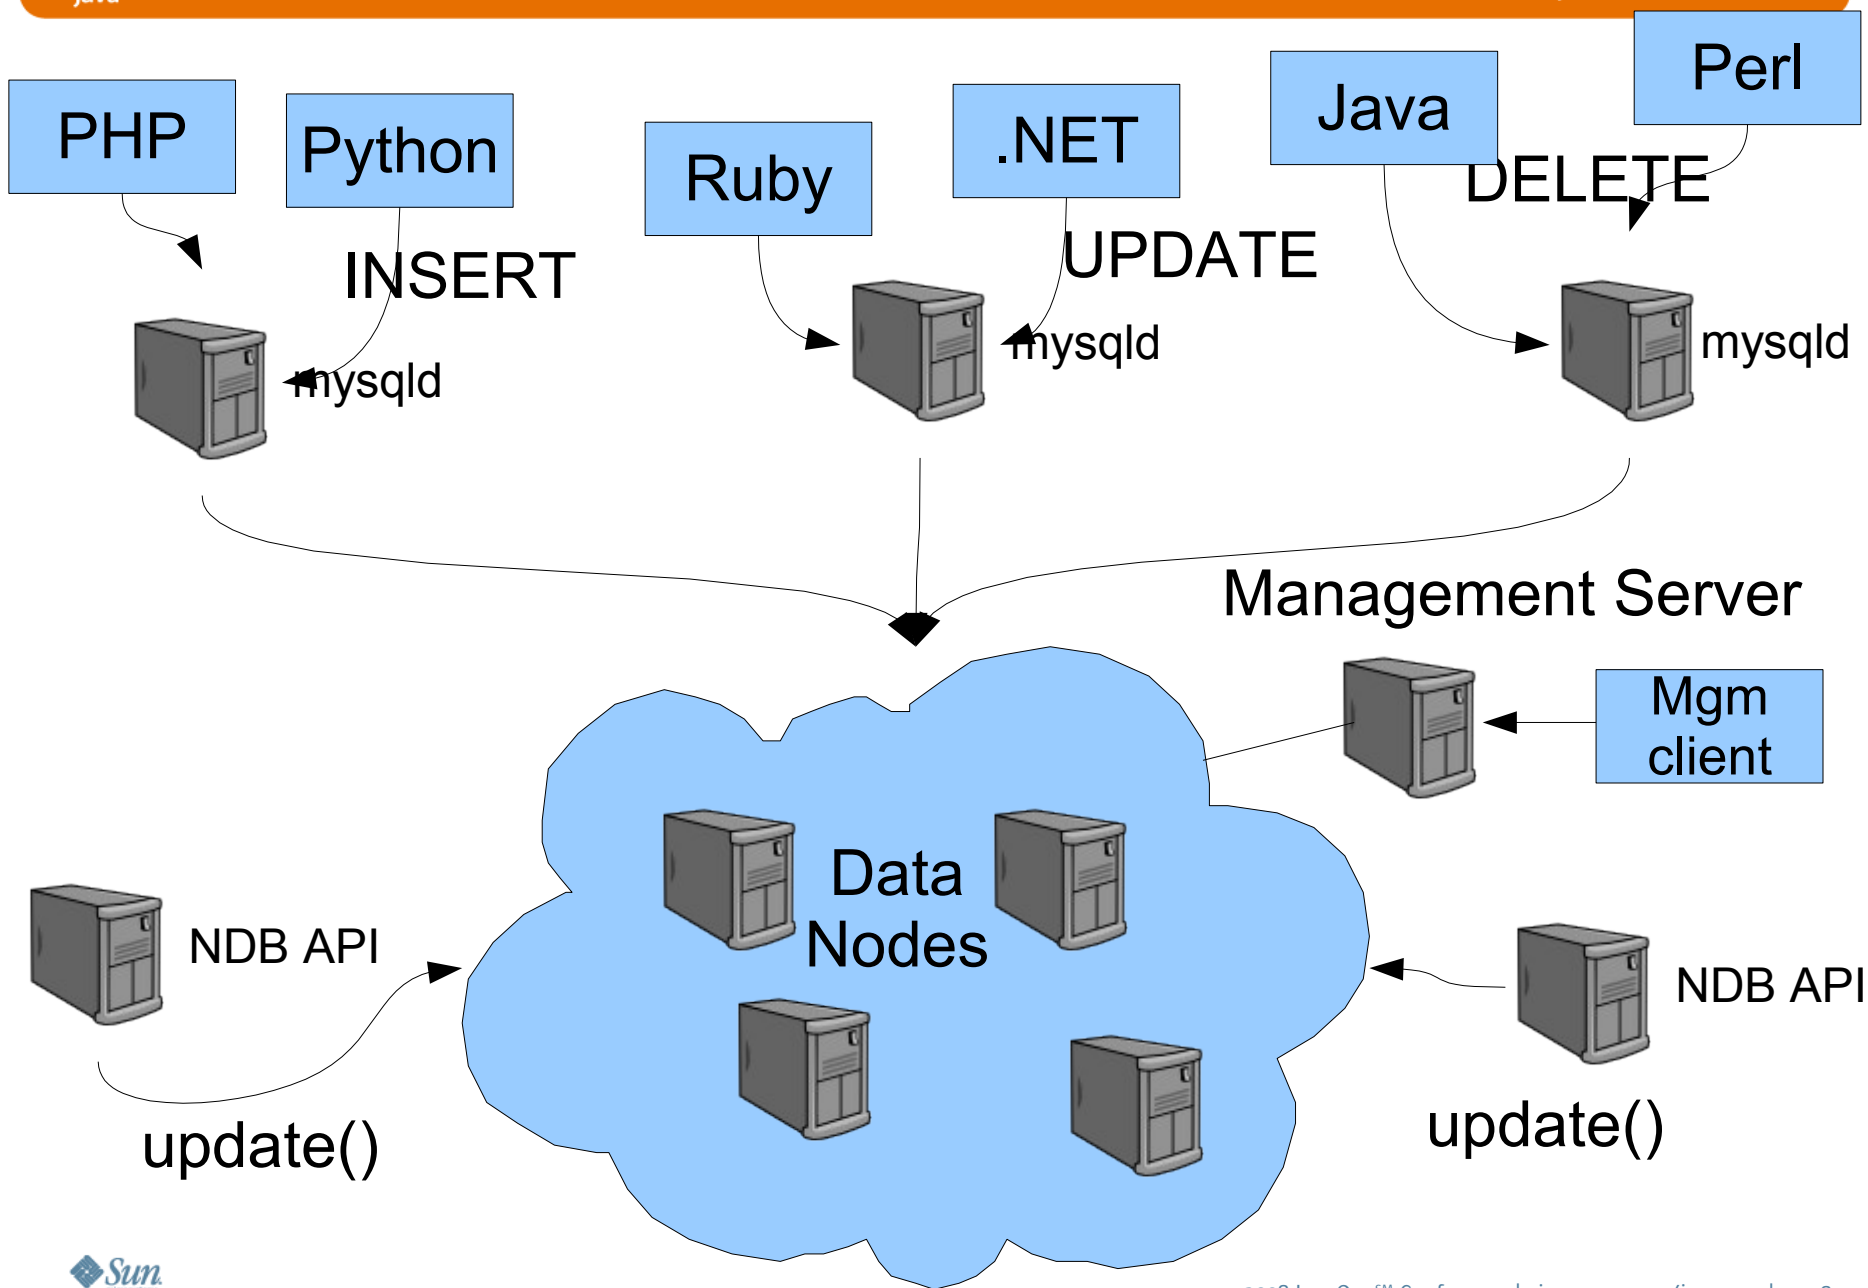 Java
PHP
Python
Ruby
.NET
Java
Perl
INSERT
UPDATE
DELETE
mysqld
mysqld
mysqld
Management Server
Mgm
client
Data
Nodes
NDB API
NDB API
update()
update()
Sun